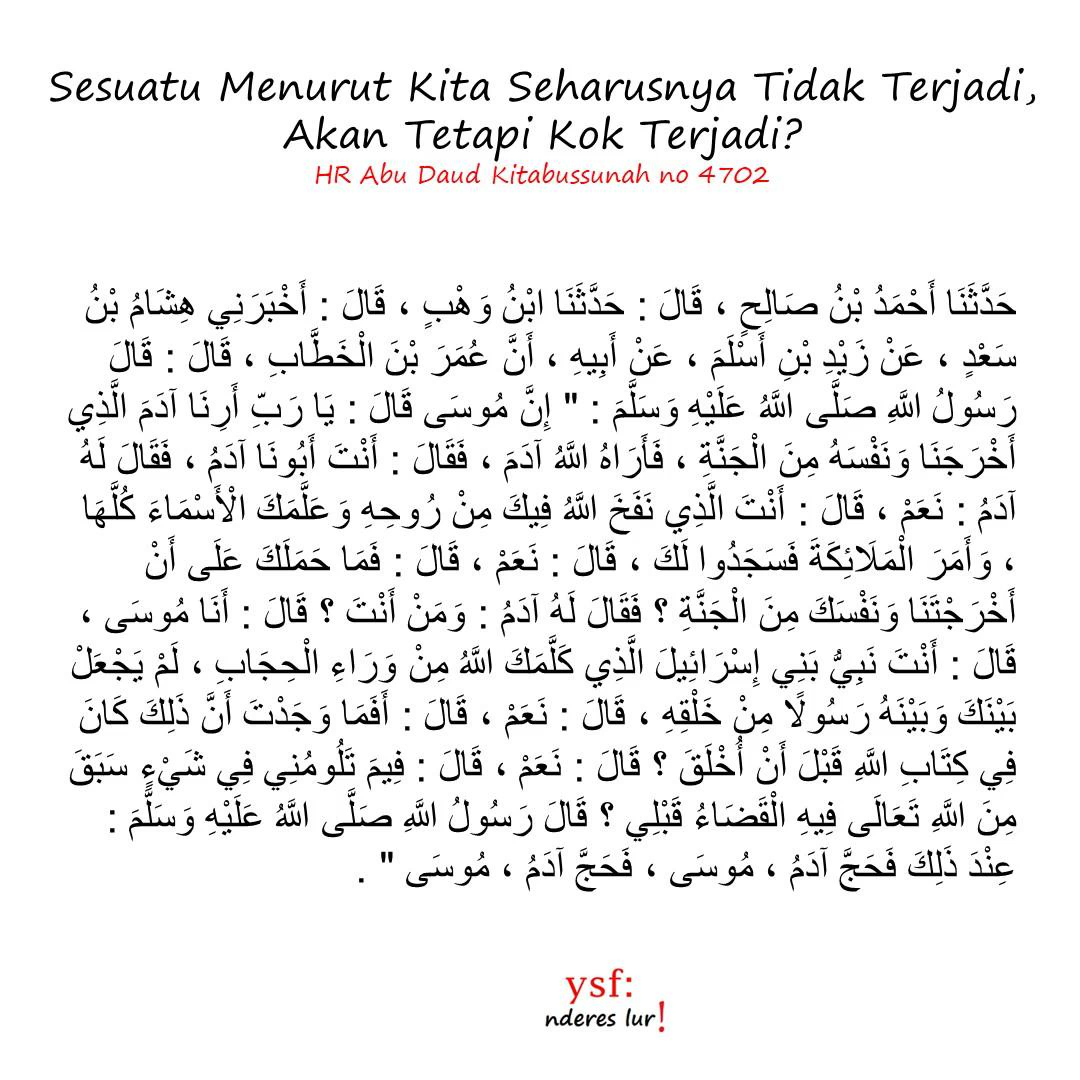 Sesuatu Menurut Kita Seharusnya Tidak Terjadi,
Akan Tetapi Kok Terjadi?
HR Abu Daud Kitabussunah no 4702
حَدَّثَنَا أَحْمَدُ بْنُ صَالِحٍ ، قَالَ : حَدَّثَنَا ابْنُ وَهْبٍ ، قَالَ : أَخْبَرَنِي هِشَامُ بْنُ
سَعْدٍ ، عَنْ زَيْدِ بْنِ أَسْلَمَ ، عَنْ أَبِيهِ ، أَنَّ عُمَرَ بْنَ الْخَطَّابِ ، قَالَ : قَالَ
رَسُولُ اللَّهِ صَلَّى اللَّهُ عَلَيْهِ وَسَلَّمَ : " إِنَّ مُوسَى قَالَ : يَا رَبِّ أَرِنَا آدَمَ الَّذِي
أَخْرَجَنَا وَنَفْسَهُ مِنَ الْجَنَّةِ ، فَأَرَاهُ اللَّهُ آدَمَ ، فَقَالَ : أَنْتَ أَبُونَا آدَمُ ، فَقَالَ لَهُ
آدَمُ : نَعَمْ ، قَالَ : أَنْتَ الَّذِي نَفَخَ اللَّهُ فِيكَ مِنْ رُوحِهِ وَعَلَّمَكَ الْأَسْمَاءَ كُلَّهَا
، وَأَمَرَ الْمَلَائِكَةَ فَسَجَدُوا لَكَ ، قَالَ : نَعَمْ ، قَالَ : فَمَا حَمَلَكَ عَلَى أَنْ
أَخْرَجْتَنَا وَنَفْسَكَ مِنَ الْجَنَّةِ ؟ فَقَالَ لَهُ آدَمُ : وَمَنْ أَنْتَ ؟ قَالَ : أَنَا مُوسَى ،
قَالَ : أَنْتَ نَبِيُّ بَنِي إِسْرَائِيلَ الَّذِي كَلَّمَكَ اللَّهُ مِنْ وَرَاءِ الْحِجَابِ ، لَمْ يَجْعَلْ
بَيْنَكَ وَبَيْنَهُ رَسُولًا مِنْ خَلْقِهِ ، قَالَ : نَعَمْ ، قَالَ : أَفَمَا وَجَدْتَ أَنَّ ذَلِكَ كَانَ
فِي كِتَابِ اللَّهِ قَبْلَ أَنْ أُخْلَقَ ؟ قَالَ : نَعَمْ ، قَالَ : فِيمَ تَلُومُنِي فِي شَيْءٍ سَبَقَ
مِنَ اللَّهِ تَعَالَى فِيهِ الْقَضَاءُ قَبْلِي ؟ قَالَ رَسُولُ اللَّهِ صَلَّى اللَّهُ عَلَيْهِ وَسَلَّمَ :
عِنْدَ ذَلِكَ فَحَجَّ آدَمُ ، مُوسَى ، فَحَجَّ آدَمُ ، مُوسَى " .
ysf:
nderes lur!